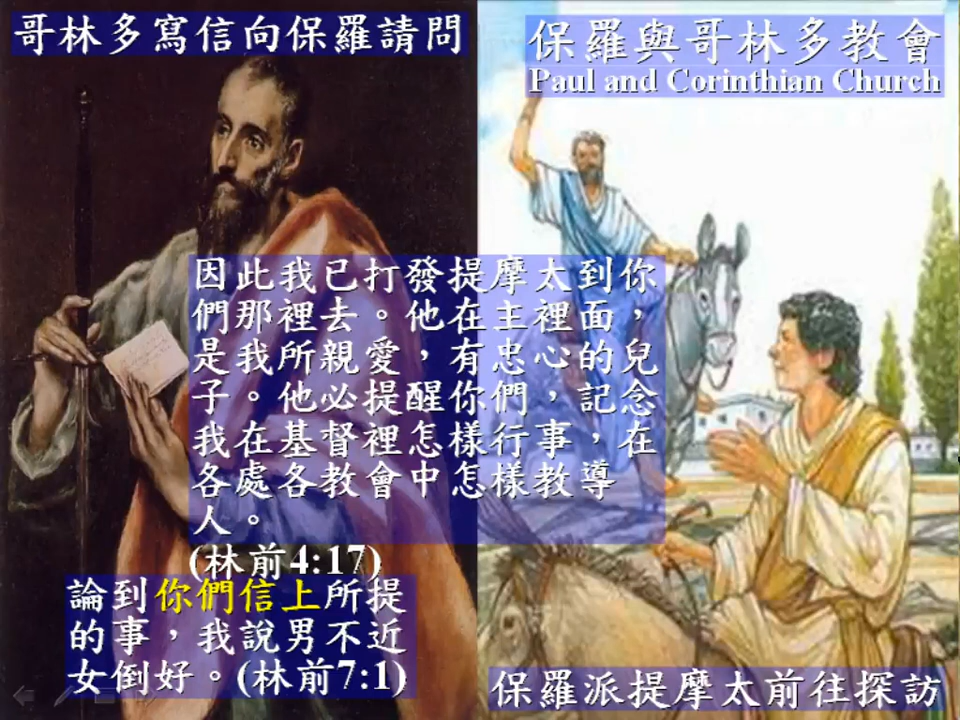 哥林多寫信向保羅請問
保羅與哥林多教會
Paul and Corinthian Church
因此我已打發提摩太到你
們那裡去。他在主裡面，
是我所親愛，有忠心的兒
子。他必提醒你們，記念
我在基督裡怎樣行事，在
各處各教會中怎樣教導
人。
(林前4:17)
論到你們信上所提
的事，我說男不近
女倒好。(林前7:1)
保羅派提摩太前往探訪